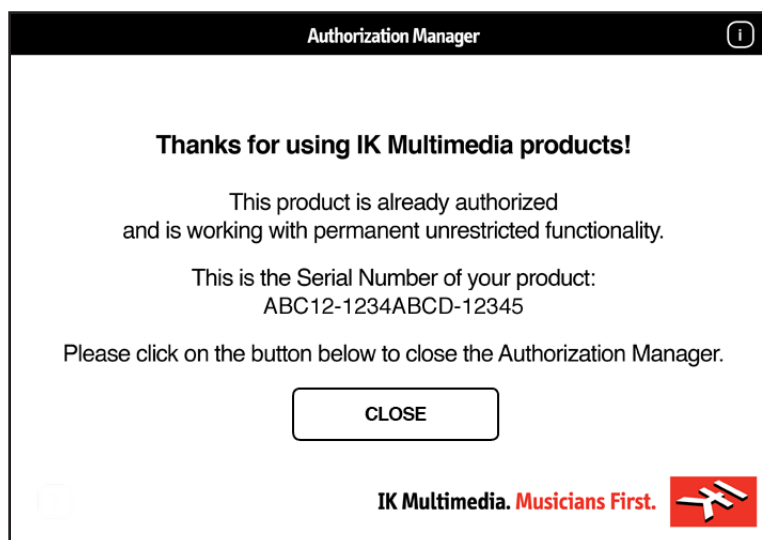 Authorization Manager
i
Thanks for using IK Multimedia products!
This product is already authorized
and is working with permanent unrestricted functionality.
This is the Serial Number of your product:
ABC12-1234ABCD-12345
Please click on the button below to close the Authorization Manager.
CLOSE
IK Multimedia. Musicians First.